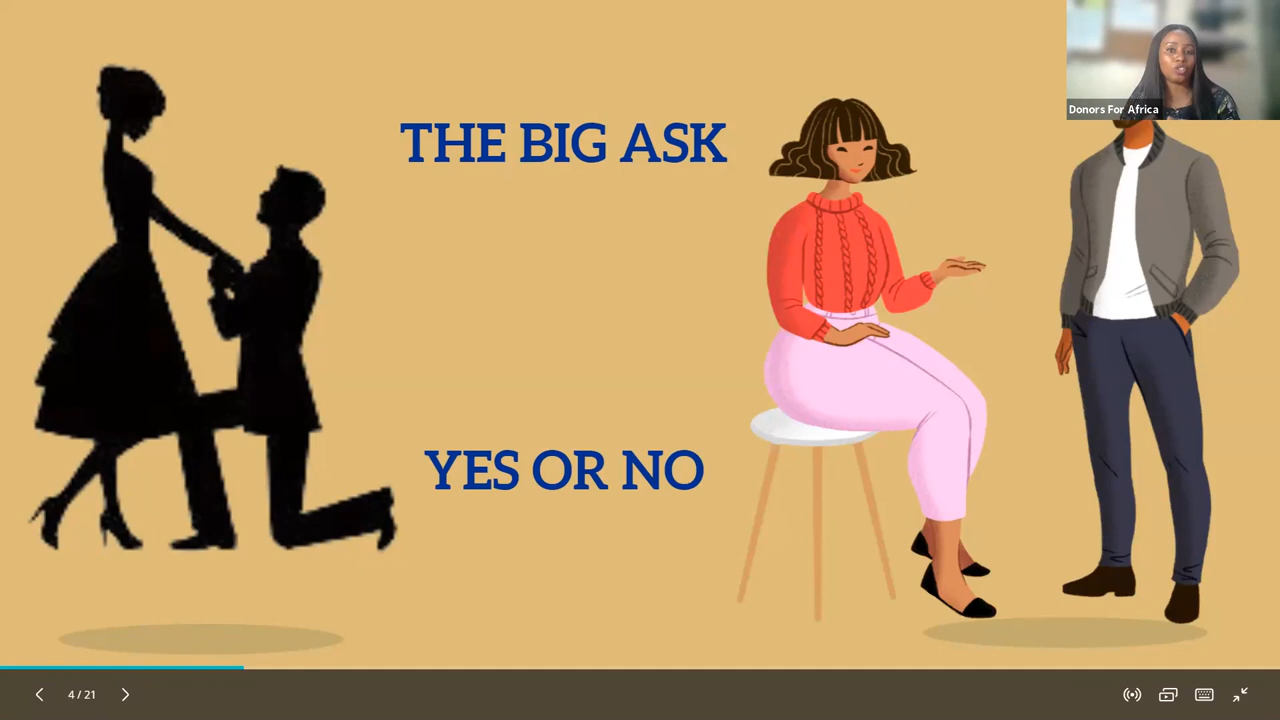 Donors For Africa
THE BIG ASK
YES OR NO
4 / 21